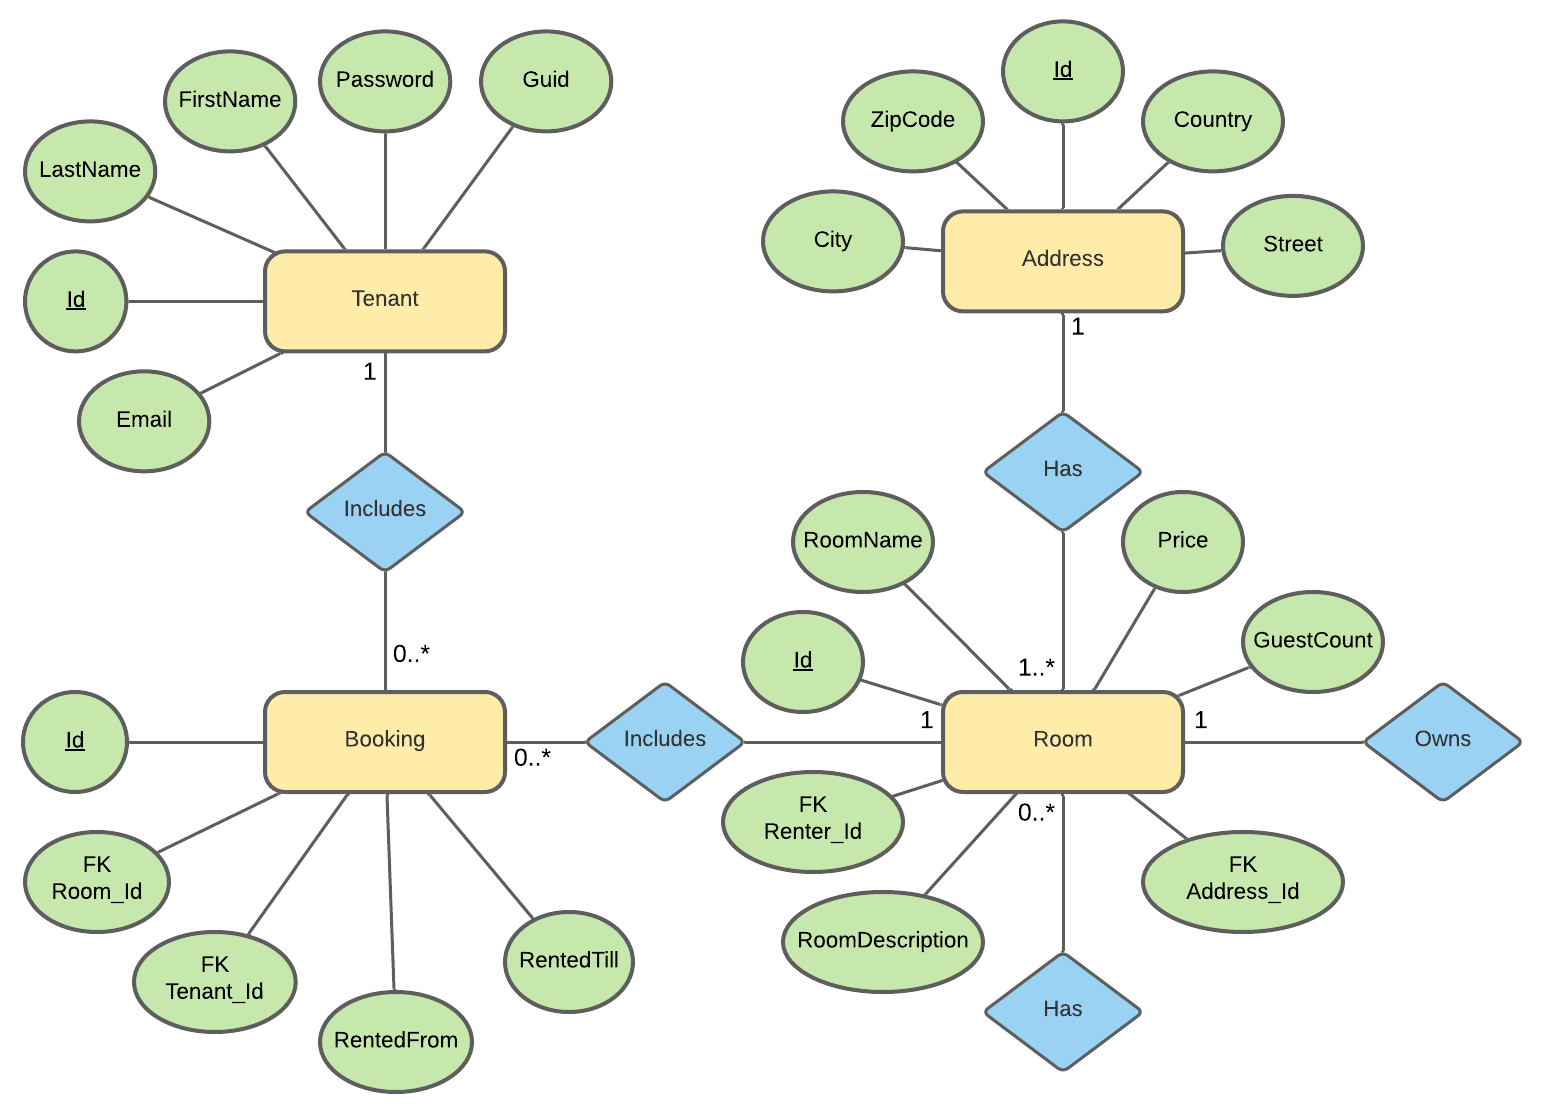 Id
Password
Guid
FirstName
ZipCode
Country
LastName
City
Street
Address
Id
Tenant
1
1
Email
Has
Includes
RoomName
Price
GuestCount
0..*
Id
1..*
1
1
Id
Booking
Includes
Room
Owns
0..*
FK
Renter_Id
0..*
FK
Room_Id
FK
Address_Id
RoomDescription
FK
Tenant_Id
RentedTill
Has
RentedFrom